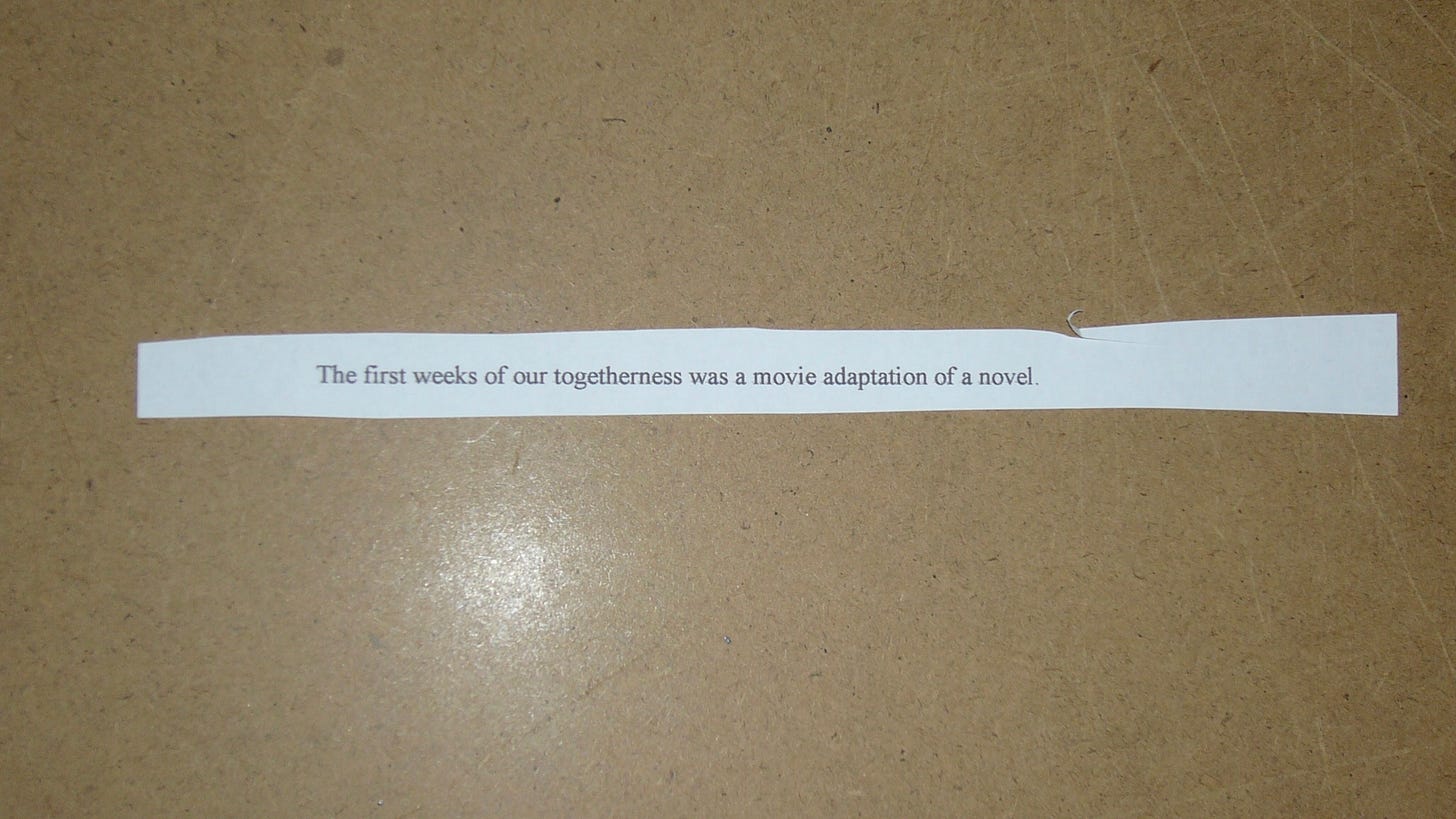 The first weeks of our togetherness was a movie adaptation of a novel.